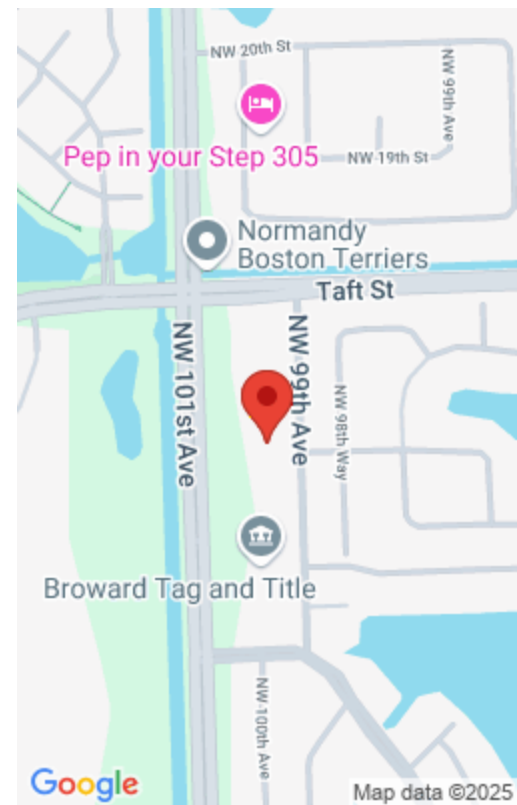 NW 20th St
NW 99th Ave
Pep in your Step 305
NW 19th St
Normandy
Boston Terriers
Taft St
NW 101st Ave
NW 99th Ave
NW 98th Way
Broward Tag and Title
NW 100th Ave
Google
Map data ©2025